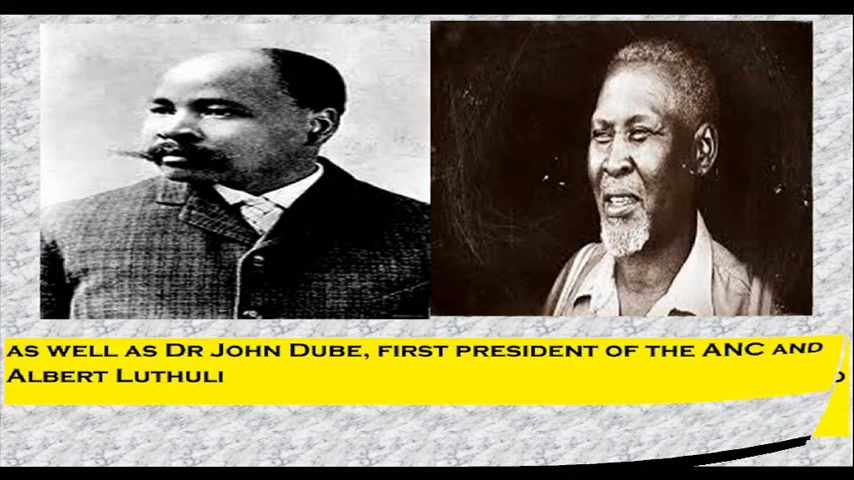 AS WELL AS DR JOHN DUBE, FIRST PRESIDENT OF THE ANC AND
ALBERT LUTHULI